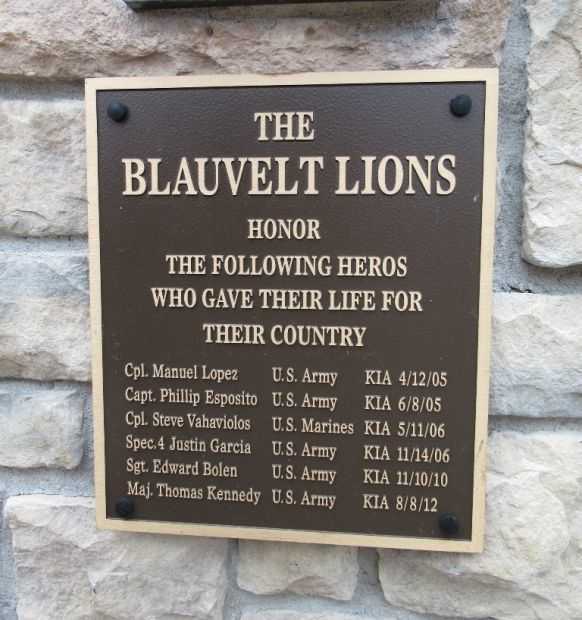 THE
BLAUVELT LIONS
HONOR
THE FOLLOWING HEROS
WHO GAVE THEIR LIFE FOR
THEIR COUNTRY
Cpl. Manuel Lopez U.S. Army KIA 4/12/05
Capt. Phillip Esposito U.S. Army KIA 6/8/05
Cpl. Steve Vahaviolos U.S. Marines KIA 5/11/06
Spec.4 Justin Garcia U.S. Army KIA 11/14/06
Sgt. Edward Bolen U.S. Army KIA 11/10/10
Maj. Thomas Kennedy U.S. Army KIA 8/8/12